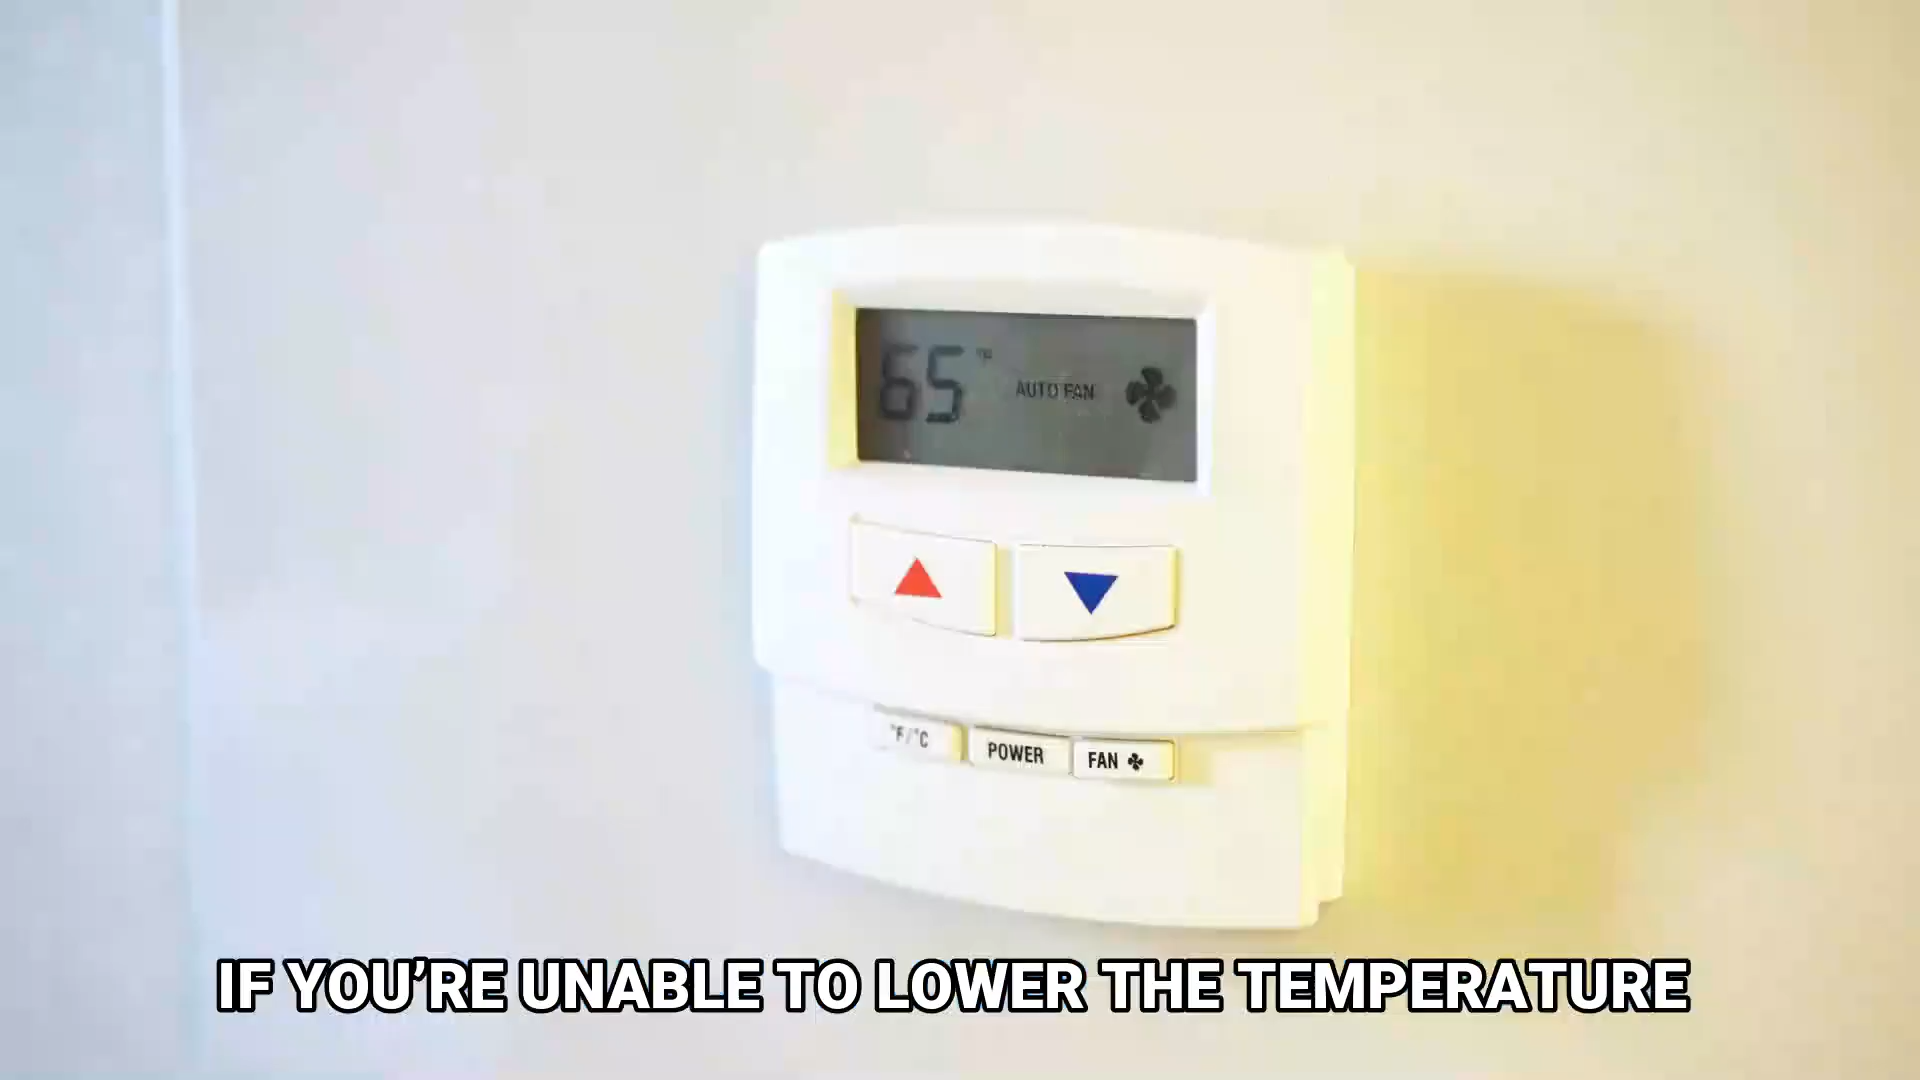 65 °F
AUTO FAN
°F/°C
POWER
FAN
IF YOU’RE UNABLE TO LOWER THE TEMPERATURE